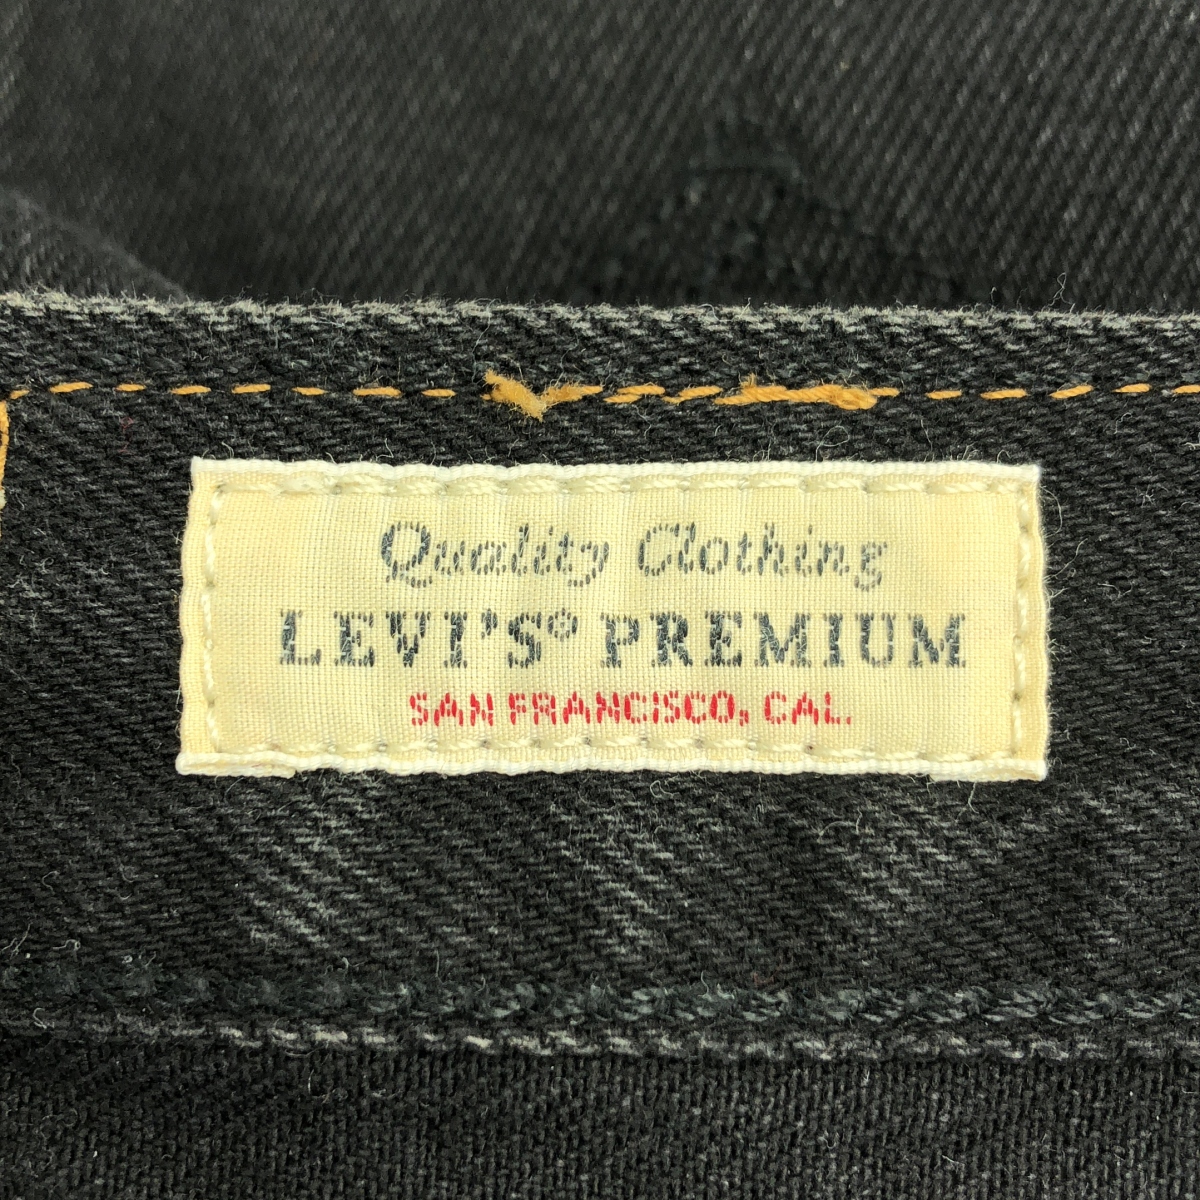 Quality Clothing
LEVI'S® PREMIUM
SAN FRANCISCO, CAL.